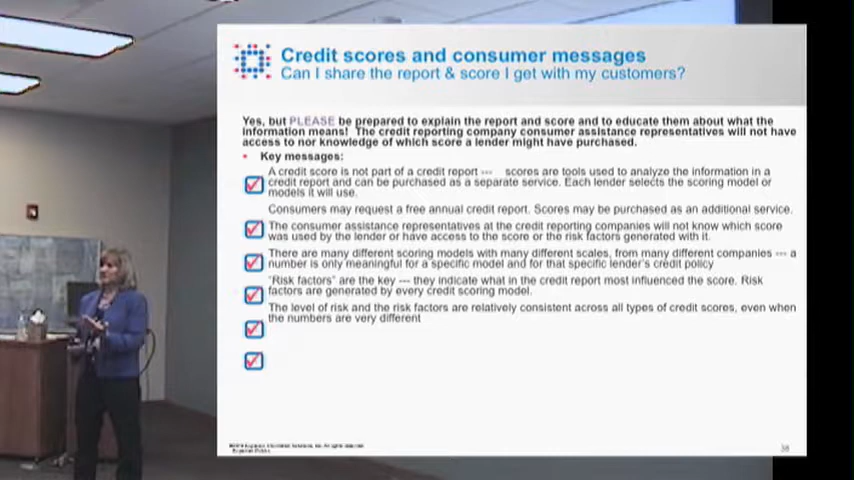 Credit scores and consumer messages
Can I share the report & score I get with my customers?
Yes, but PLEASE be prepared to explain the report and score and to educate them about what the
information means! The credit reporting company consumer assistance representatives will not have
access to nor knowledge of which score a lender might have purchased.
• Key messages:
A credit score is not part of a credit report --- scores are tools used to analyze the information in a
credit report and can be purchased as a separate service. Each lender selects the scoring model or
models it will use.
Consumers may request a free annual credit report. Scores may be purchased as an additional service.
The consumer assistance representatives at the credit reporting companies will not know which score
was used by the lender or have access to the score or the risk factors generated with it.
There are many different scoring models with many different scales, from many different companies --- a
number is only meaningful for a specific model and for that specific lender's credit policy
"Risk factors" are the key --- they indicate what in the credit report most influenced the score. Risk
factors are generated by every credit scoring model.
The level of risk and the risk factors are relatively consistent across all types of credit scores, even when
the numbers are very different